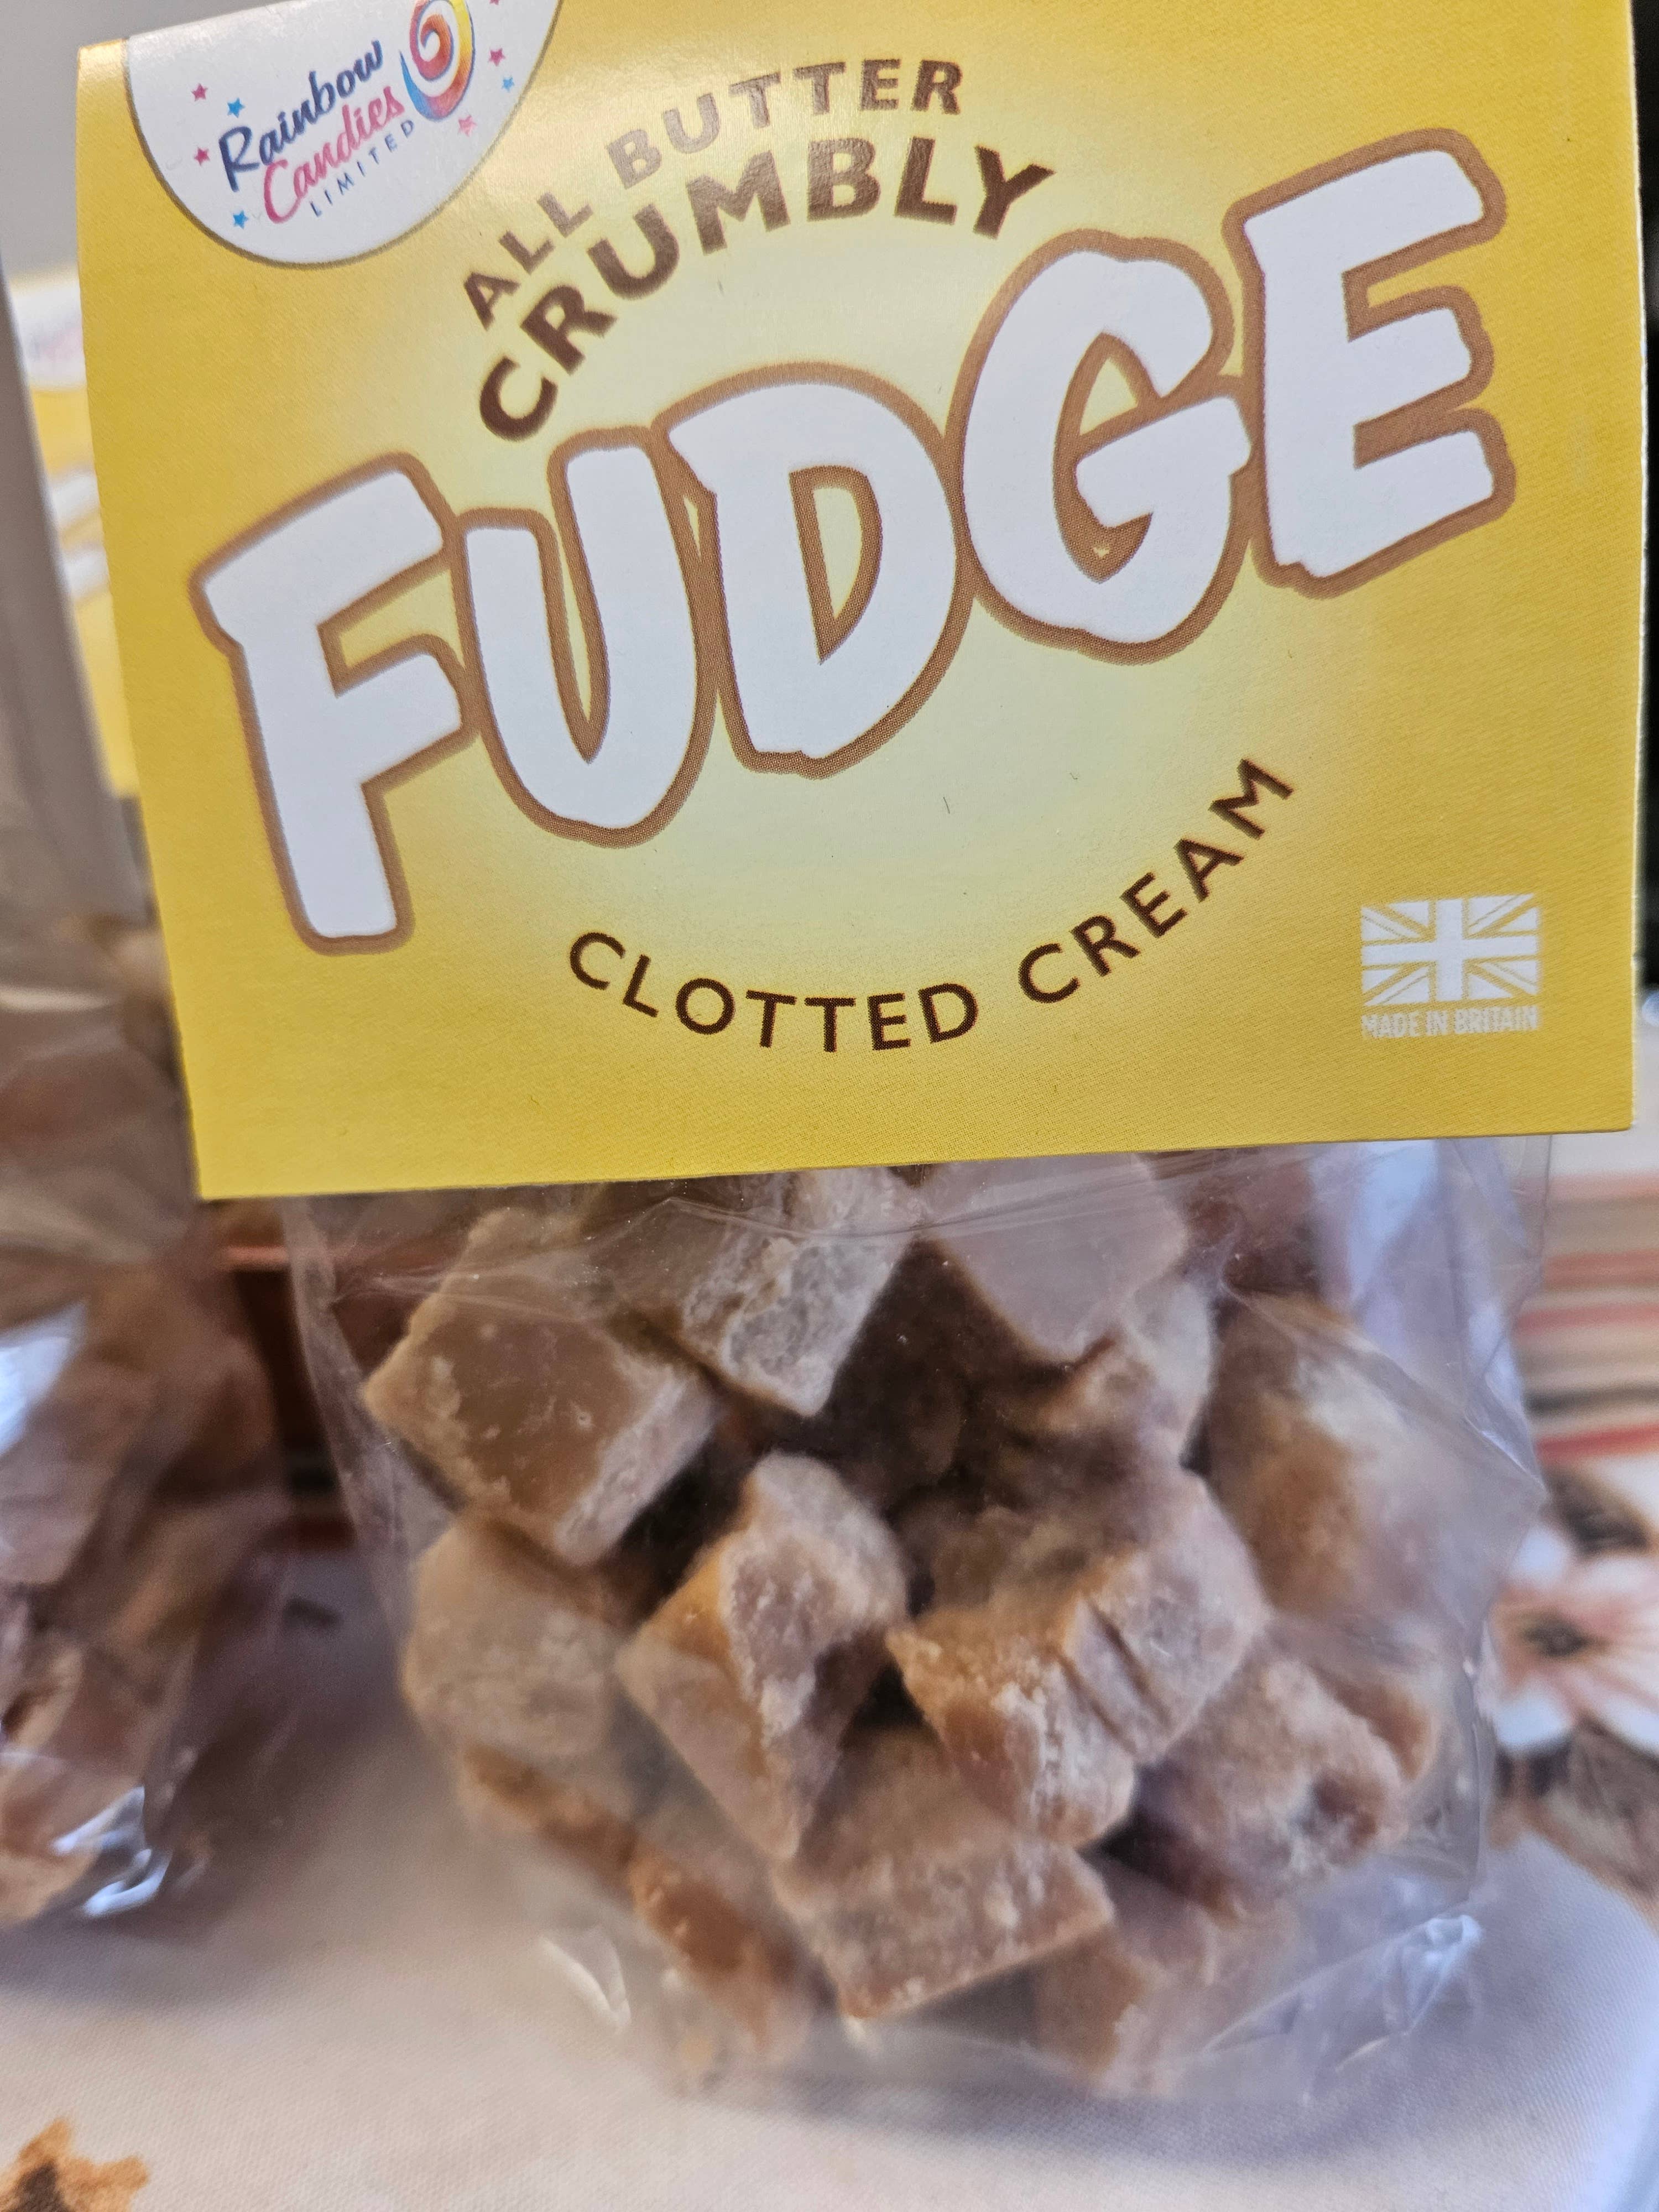 Rainbow
Candies
LIMITED
ALL BUTTER
CRUMBLY
FUDGE
CLOTTED CREAM
MADE IN BRITAIN